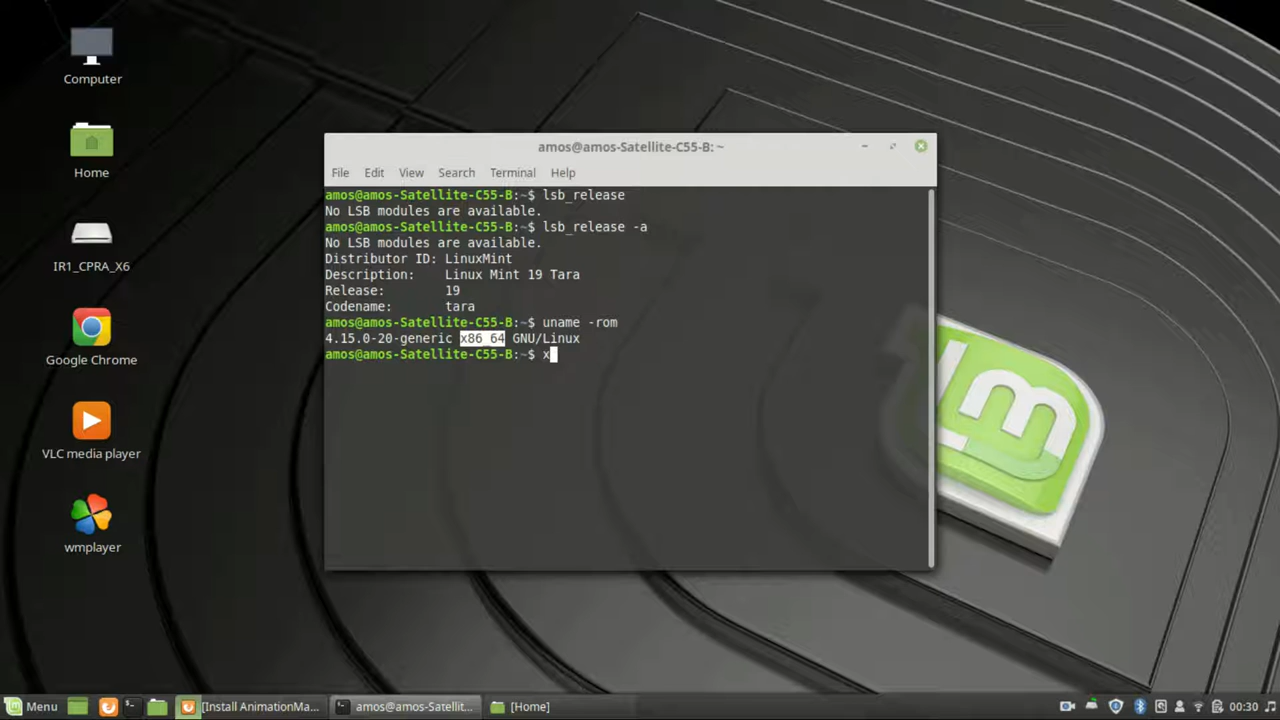 Computer
Home
IR1_CPRA_X6
Google Chrome
VLC media player
wmplayer
amos@amos-Satellite-C55-B: ~
File Edit View Search Terminal Help
amos@amos-Satellite-C55-B:~$ lsb_release
No LSB modules are available.
amos@amos-Satellite-C55-B:~$ lsb_release -a
No LSB modules are available.
Distributor ID: LinuxMint
Description: Linux Mint 19 Tara
Release: 19
Codename: tara
amos@amos-Satellite-C55-B:~$ uname -rom
4.15.0-20-generic x86_64 GNU/Linux
amos@amos-Satellite-C55-B:~$ x
Menu [Install AnimationMa... amos@amos-Satellit... [Home] 00:30